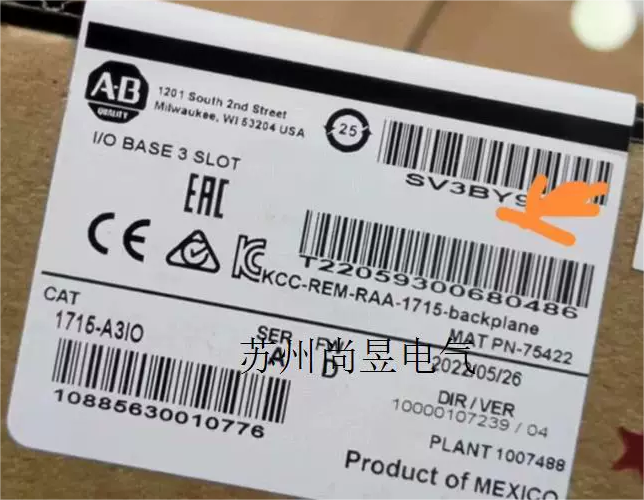 A-B
QUALITY
1201 South 2nd Street
Milwaukee, WI 53204 USA
25
I/O BASE 3 SLOT
SV3BY9
EAC
CE
T22059300680486
KCC-REM-RAA-1715-backplane
MAT PN-75422
CAT
1715-A3IO
SER
A
FW
D
苏州尚昱电气
2022/05/26
DIR/VER
10000107239 / 04
10885630010776
PLANT 1007488
Product of MEXICO